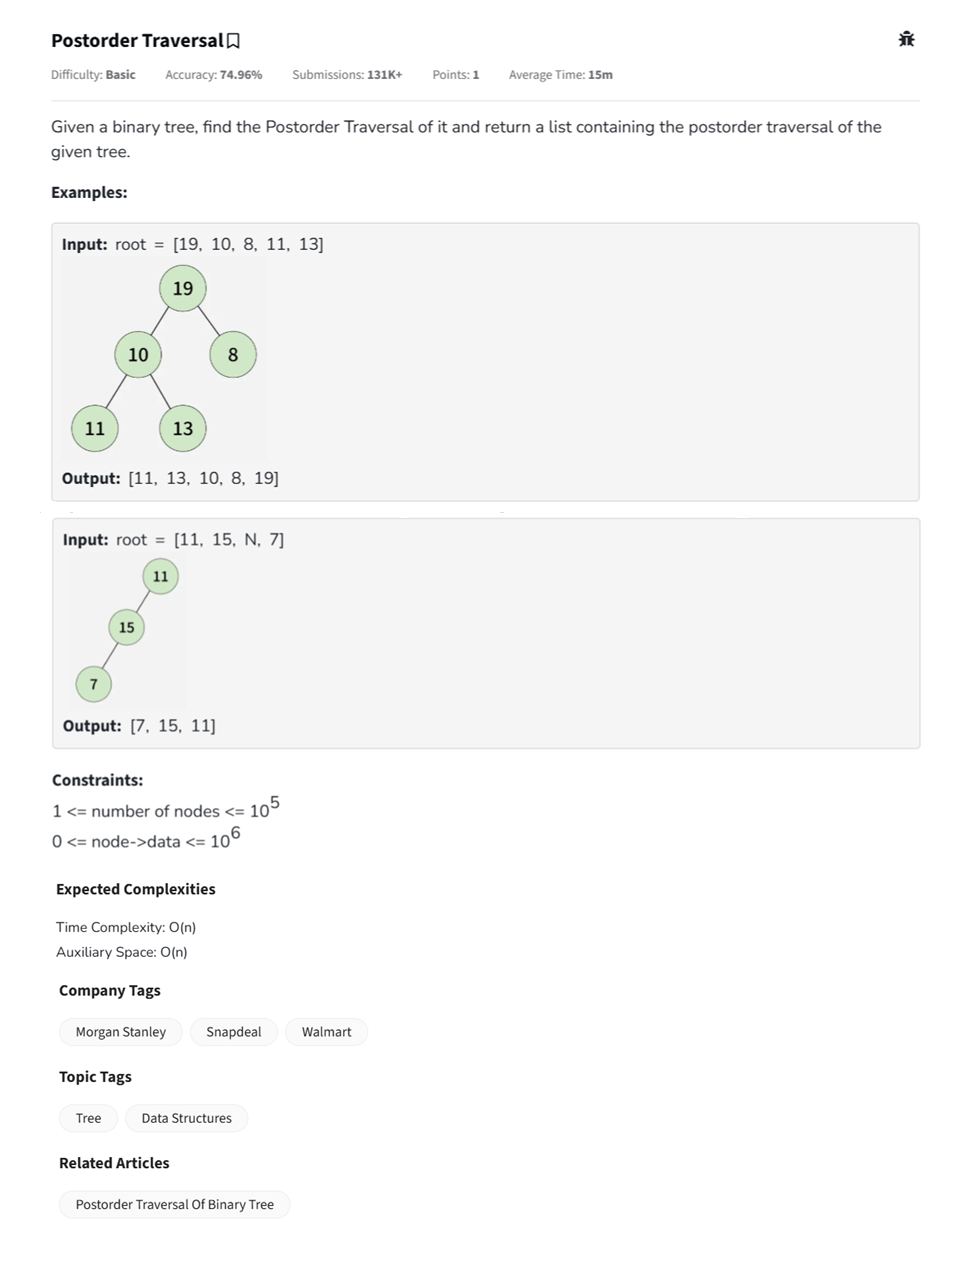 Postorder Traversal
Difficulty: Basic Accuracy: 74.96% Submissions: 131K+ Points: 1 Average Time: 15m
Given a binary tree, find the Postorder Traversal of it and return a list containing the postorder traversal of the
given tree.
Examples:
Input: root = [19, 10, 8, 11, 13]
19
10 8
11 13
Output: [11, 13, 10, 8, 19]
Input: root = [11, 15, N, 7]
11
15
7
Output: [7, 15, 11]
Constraints:
1 <= number of nodes <= 10^5
0 <= node->data <= 10^6
Expected Complexities
Time Complexity: O(n)
Auxiliary Space: O(n)
Company Tags
Morgan Stanley Snapdeal Walmart
Topic Tags
Tree Data Structures
Related Articles
Postorder Traversal Of Binary Tree